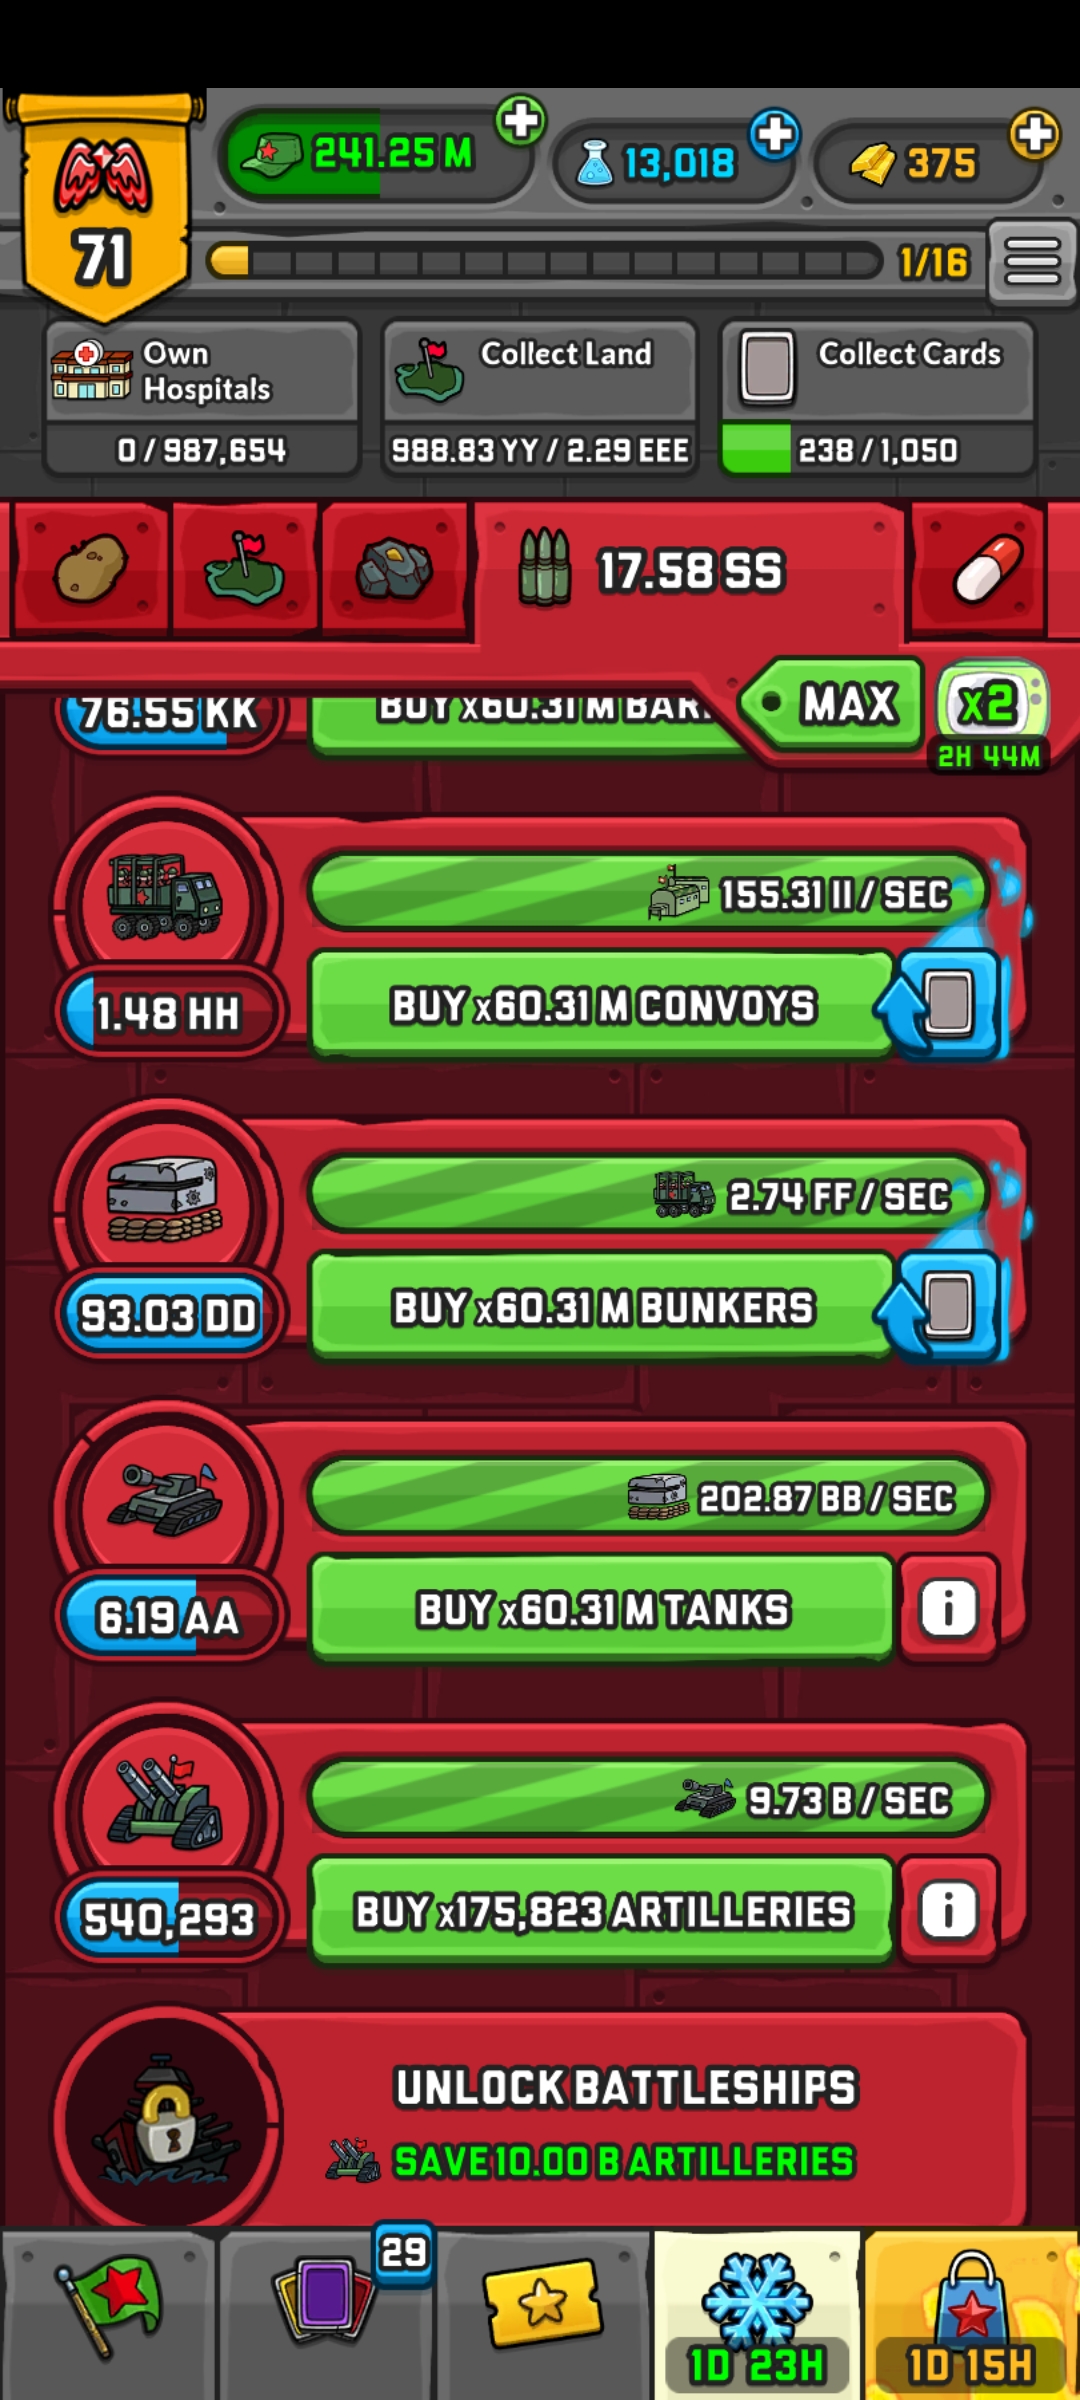 241.25 M
13,018
375
71
1/16
Own
Hospitals
Collect Land
Collect Cards
0 / 987,654
988.83 YY / 2.29 EEE
238 / 1,050
17.58 SS
MAX
x2
2H 44M
76.55 KK
BUY x60.31 M
155.31 II / SEC
1.48 HH
BUY x60.31 M CONVOYS
2.74 FF / SEC
93.03 DD
BUY x60.31 M BUNKERS
202.87 BB / SEC
6.19 AA
BUY x60.31 M TANKS
i
9.73 B / SEC
540,293
BUY x175,823 ARTILLERIES
i
UNLOCK BATTLESHIPS
SAVE 10.00 B ARTILLERIES
29
1D 23H
1D 15H